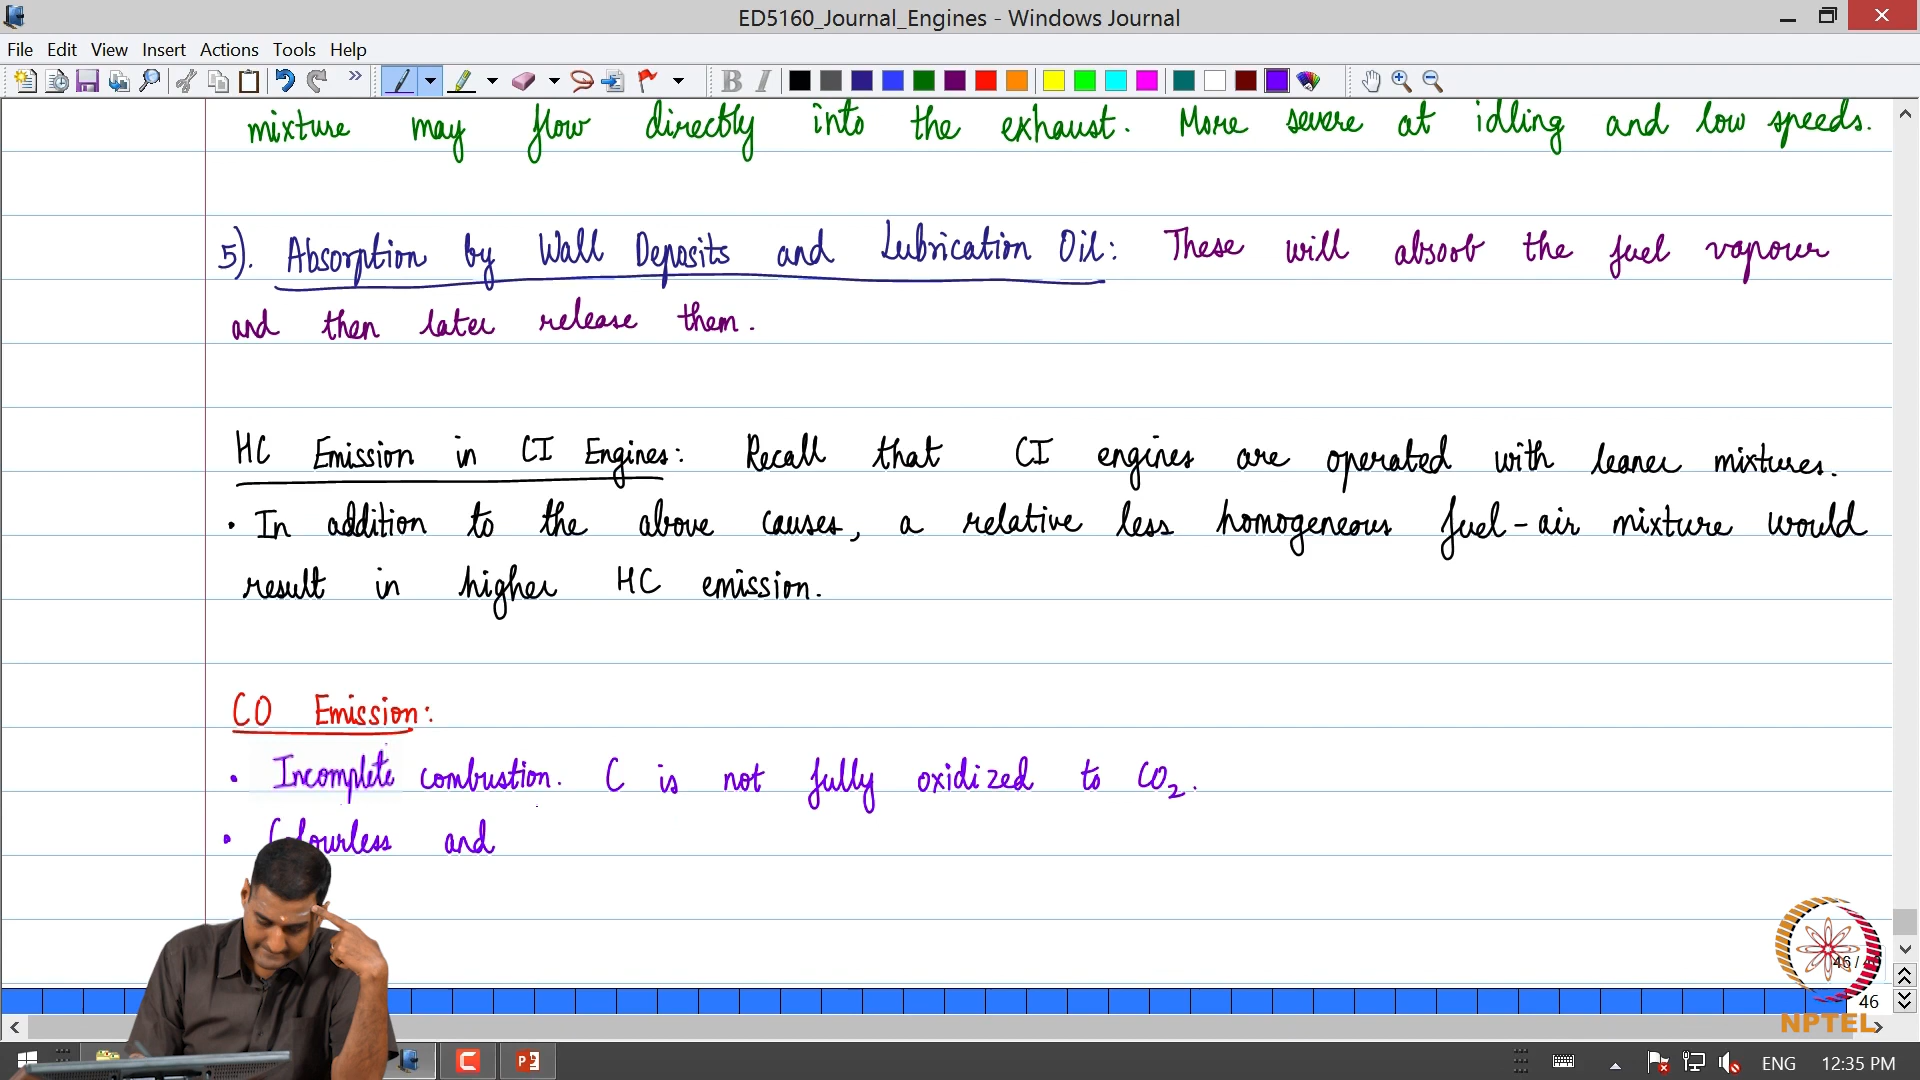 ED5160_Journal_Engines - Windows Journal
File Edit View Insert Actions Tools Help
mixture may flow directly into the exhaust. More severe at idling and low speeds.
5). Absorption by Wall Deposits and Lubrication Oil: These will absorb the fuel vapour
and then later release them.
HC Emission in CI Engines: Recall that CI engines are operated with leaner mixtures.
• In addition to the above causes, a relative less homogeneous fuel-air mixture would
result in higher HC emission.
CO Emission:
• Incomplete combustion. C is not fully oxidized to CO₂.
• Colourless and
46
NPTEL
ENG 12:35 PM